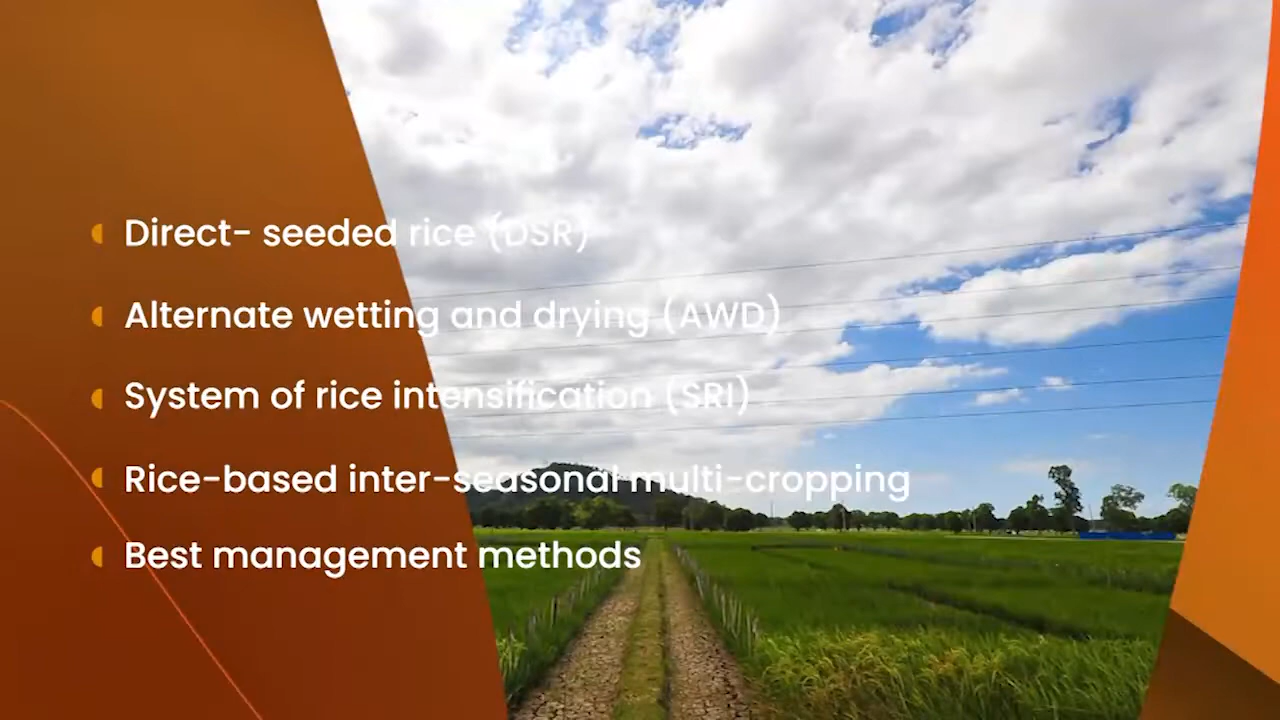 Direct- seeded rice (DSR)
Alternate wetting and drying (AWD)
System of rice intensification (SRI)
Rice-based inter-seasonal multi-cropping
Best management methods